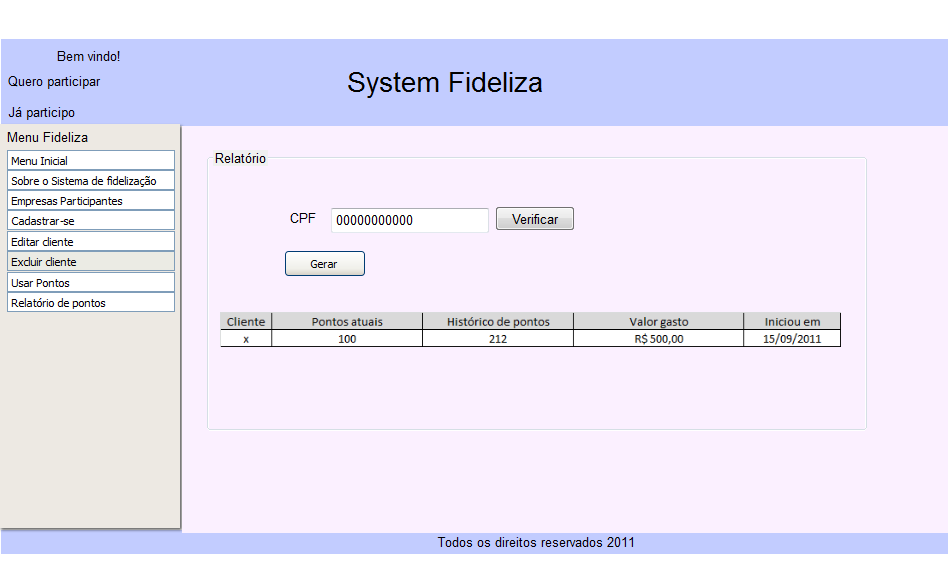 Bem vindo!
Quero participar
System Fideliza
Já participo
Menu Fideliza
Menu Inicial
Sobre o Sistema de fidelização
Empresas Participantes
Cadastrar-se
Editar cliente
Excluir cliente
Usar Pontos
Relatório de pontos
Relatório
CPF 00000000000 Verificar
Gerar
Cliente Pontos atuais Histórico de pontos Valor gasto Iniciou em
x 100 212 R$ 500,00 15/09/2011
Todos os direitos reservados 2011